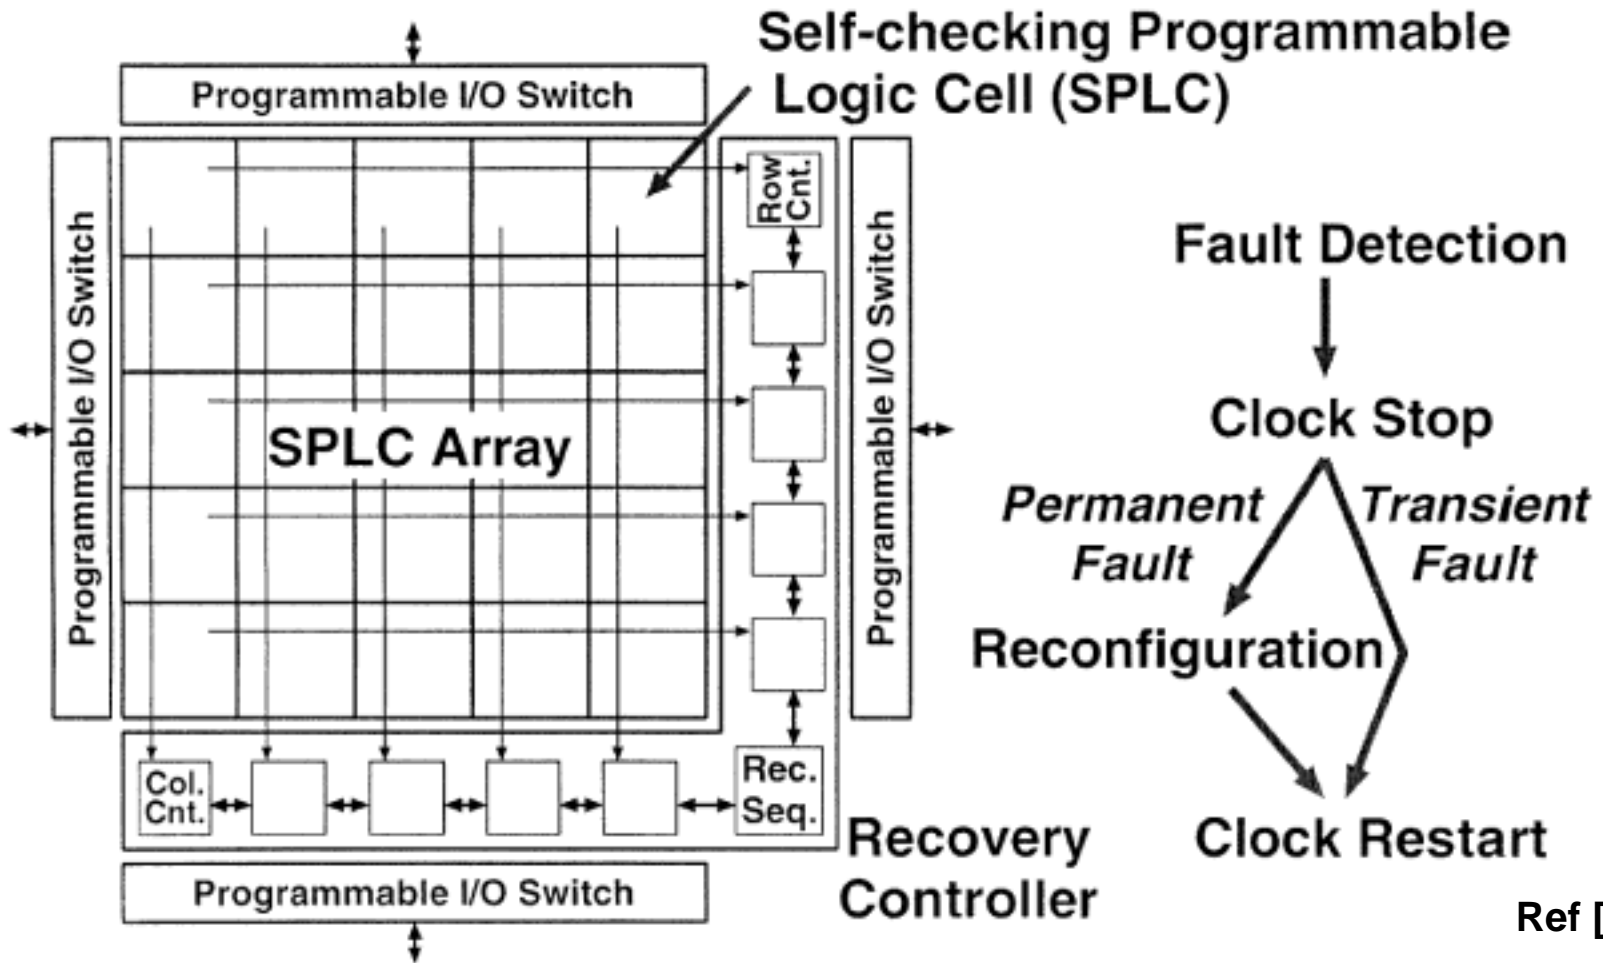 Self-checking Programmable
Logic Cell (SPLC)
Programmable I/O Switch
Programmable I/O Switch
Row
Cnt.
Programmable I/O Switch
SPLC Array
Col.
Cnt.
Rec.
Seq.
Recovery
Controller
Programmable I/O Switch
Fault Detection
Clock Stop
Permanent
Fault
Transient
Fault
Reconfiguration
Clock Restart
Ref [